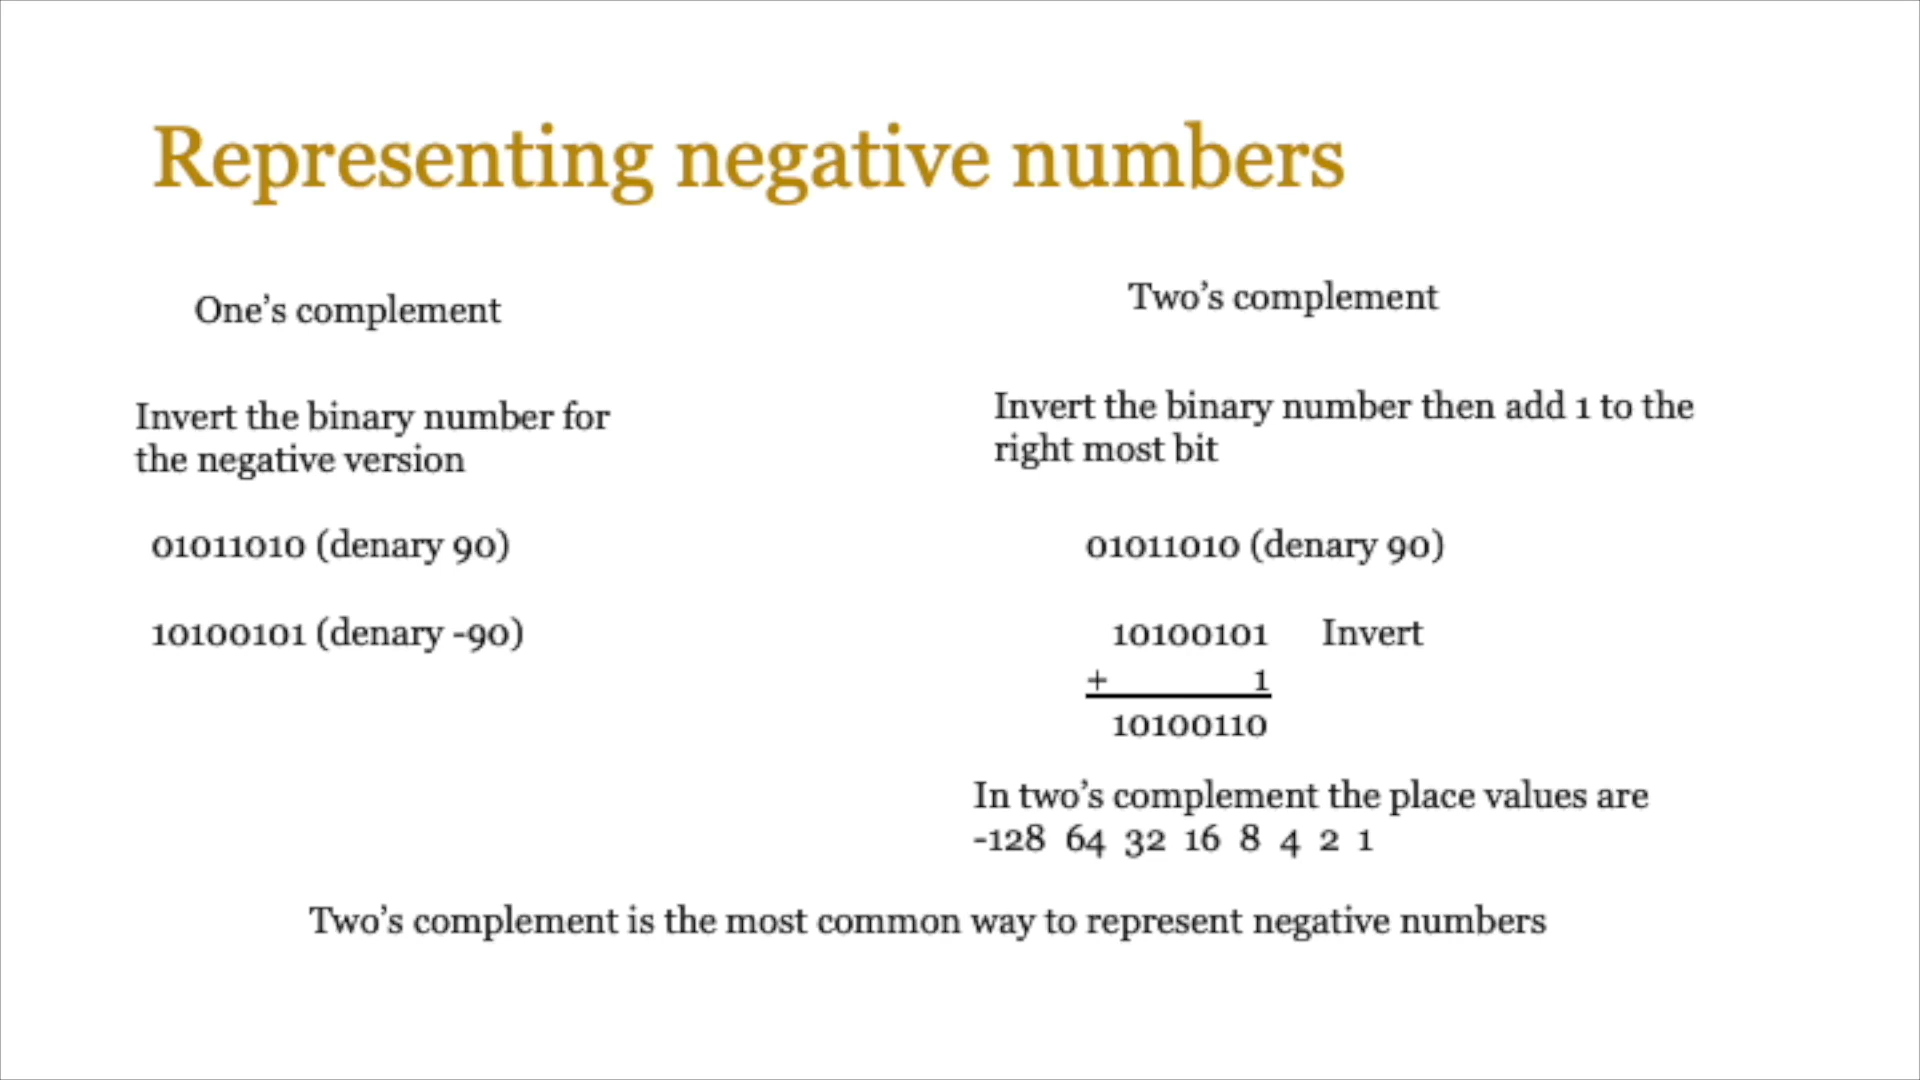 Representing negative numbers
One’s complement
Invert the binary number for
the negative version
01011010 (denary 90)
10100101 (denary -90)
Two’s complement
Invert the binary number then add 1 to the
right most bit
01011010 (denary 90)
10100101 Invert
+ 1
10100110
In two’s complement the place values are
-128 64 32 16 8 4 2 1
Two’s complement is the most common way to represent negative numbers